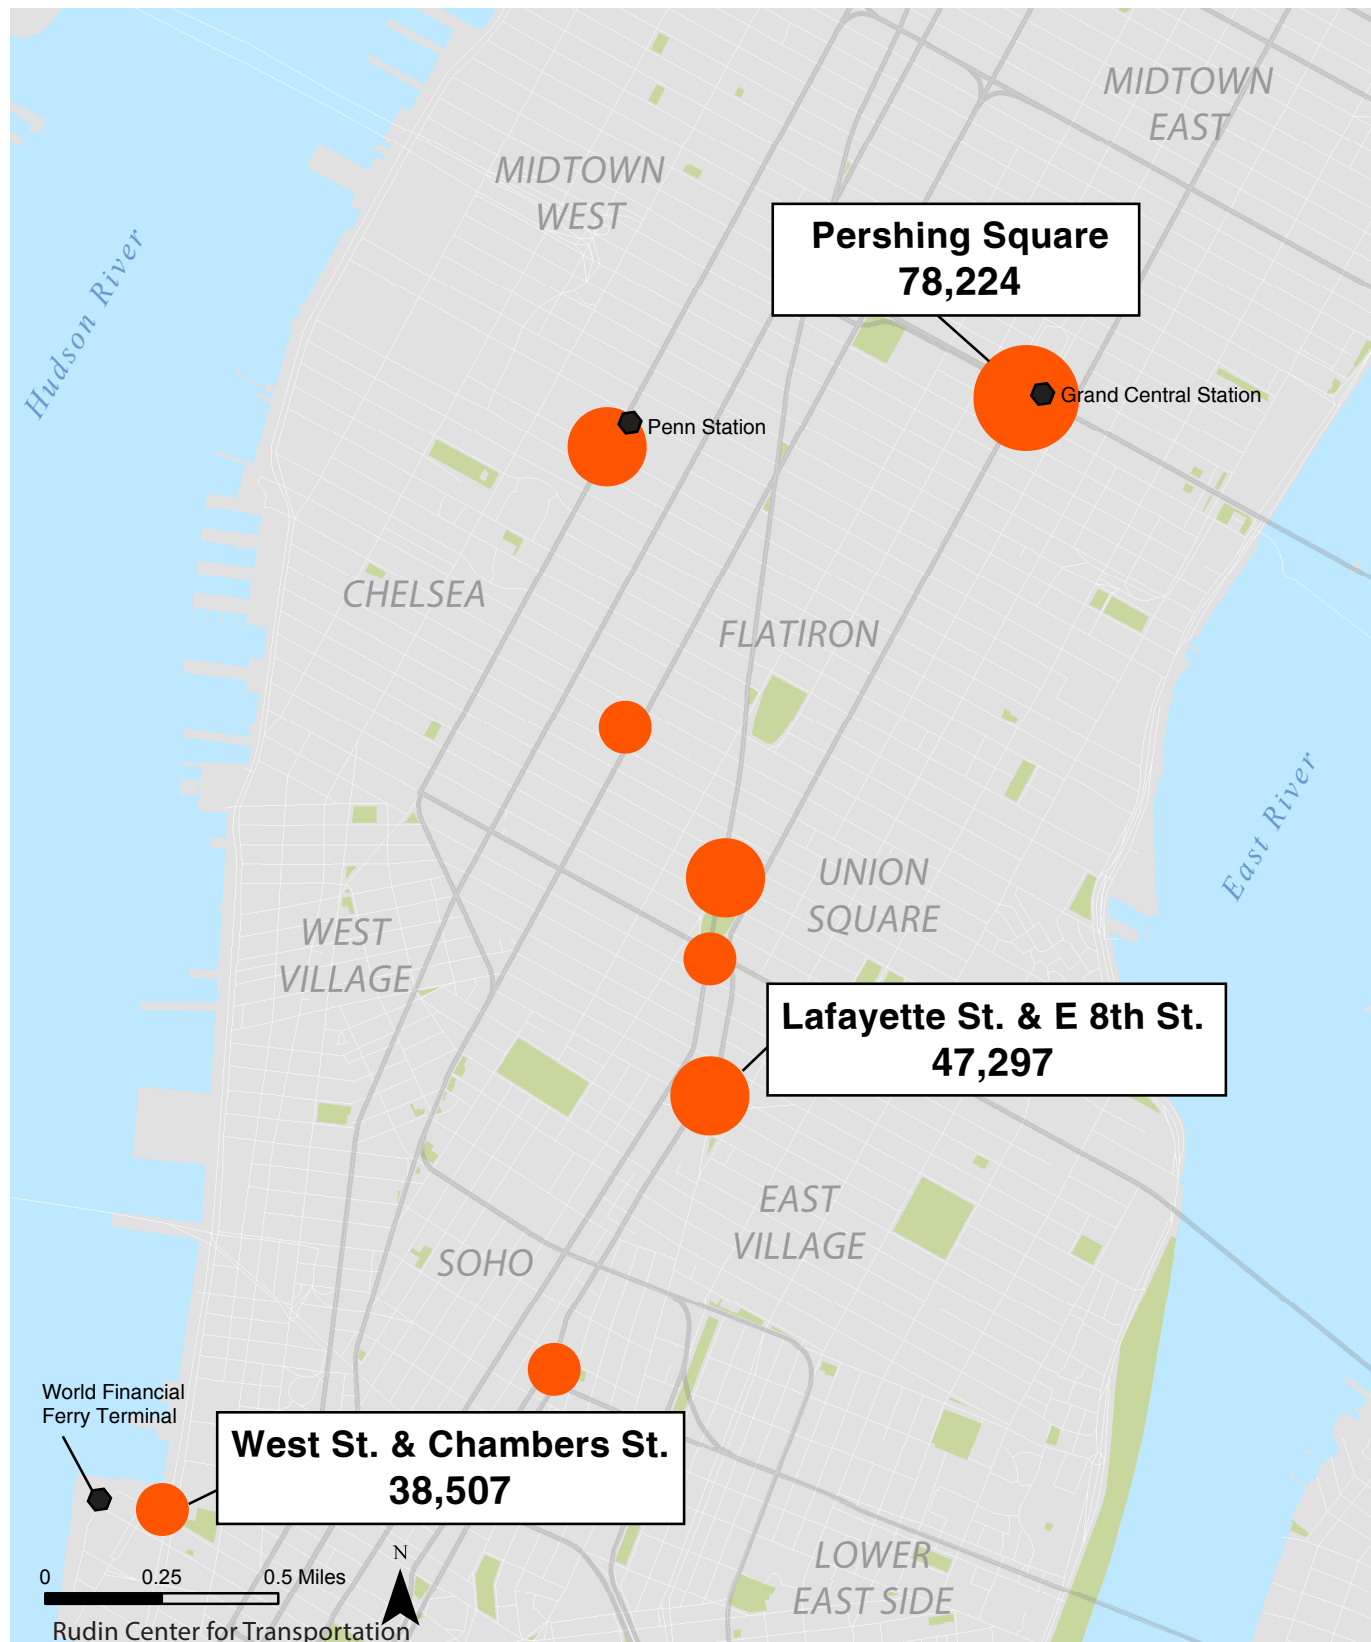 MIDTOWN
EAST
MIDTOWN
WEST
Pershing Square
78,224
Hudson River
Grand Central Station
Penn Station
CHELSEA
FLATIRON
East River
UNION
SQUARE
WEST
VILLAGE
Lafayette St. & E 8th St.
47,297
EAST
VILLAGE
SOHO
World Financial
Ferry Terminal
West St. & Chambers St.
38,507
LOWER
EAST SIDE
N
0 0.25 0.5 Miles
Rudin Center for Transportation